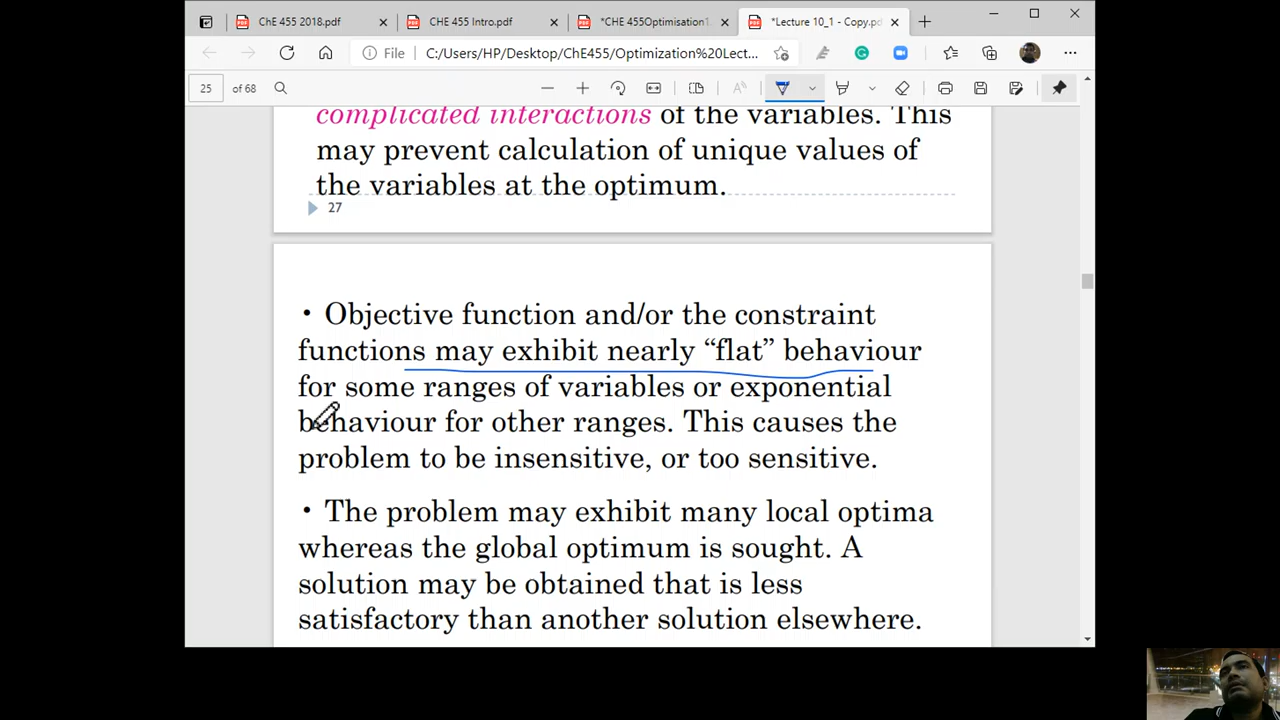 ChE 455 2018.pdf
CHE 455 Intro.pdf
*CHE 455Optimisation1.
*Lecture 10_1 - Copy.pd
File
C:/Users/HP/Desktop/ChE455/Optimization%20Lect...
25 of 68
complicated interactions of the variables. This
may prevent calculation of unique values of
the variables at the optimum.
27
• Objective function and/or the constraint
functions may exhibit nearly “flat” behaviour
for some ranges of variables or exponential
behaviour for other ranges. This causes the
problem to be insensitive, or too sensitive.
• The problem may exhibit many local optima
whereas the global optimum is sought. A
solution may be obtained that is less
satisfactory than another solution elsewhere.